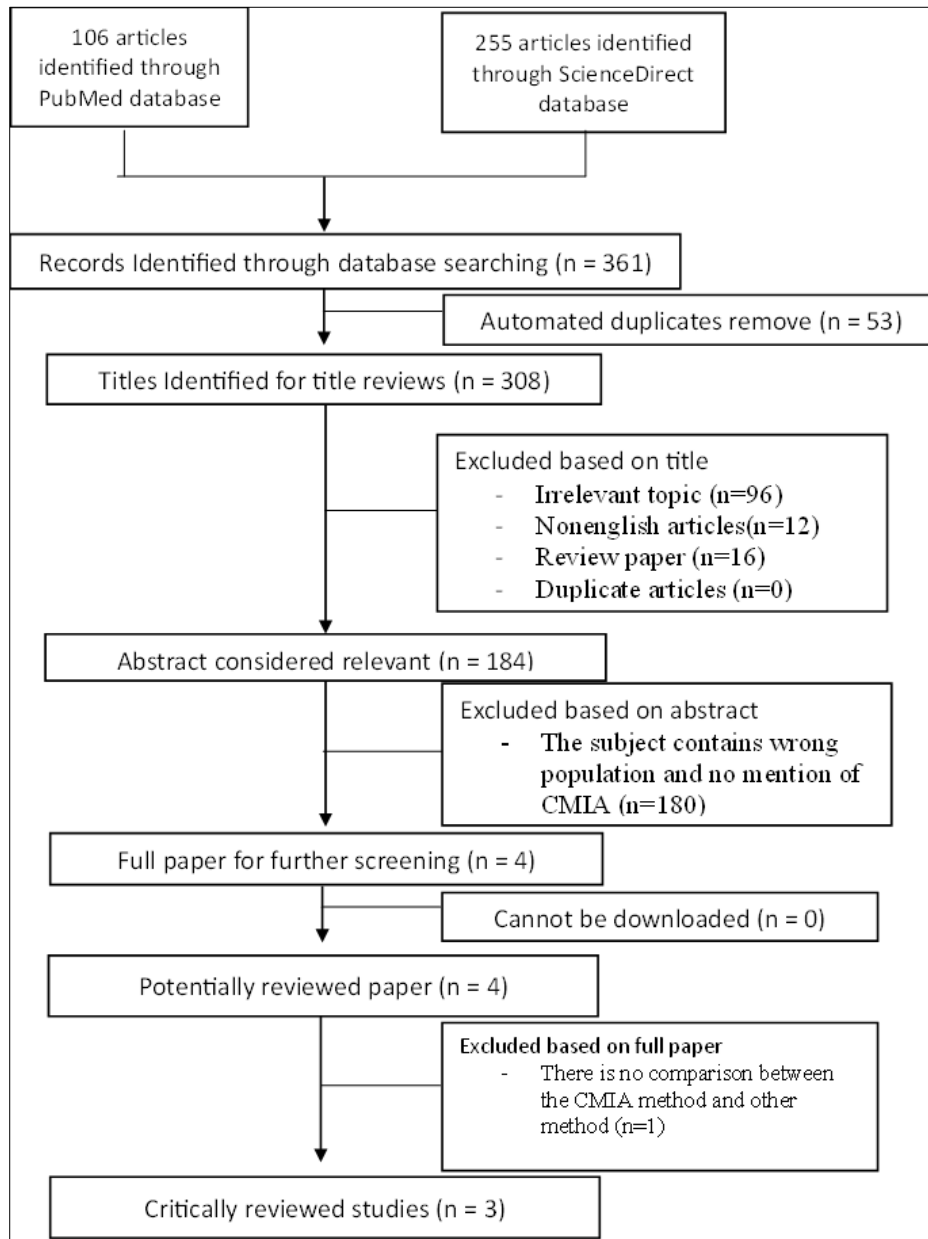 106 articles
identified through
PubMed database
255 articles identified
through ScienceDirect
database
Records Identified through database searching (n = 361)
Automated duplicates remove (n = 53)
Titles Identified for title reviews (n = 308)
Excluded based on title
- Irrelevant topic (n=96)
- Nonenglish articles(n=12)
- Review paper (n=16)
- Duplicate articles (n=0)
Abstract considered relevant (n = 184)
Excluded based on abstract
- The subject contains wrong
population and no mention of
CMIA (n=180)
Full paper for further screening (n = 4)
Cannot be downloaded (n = 0)
Potentially reviewed paper (n = 4)
Excluded based on full paper
- There is no comparison between
the CMIA method and other
method (n=1)
Critically reviewed studies (n = 3)